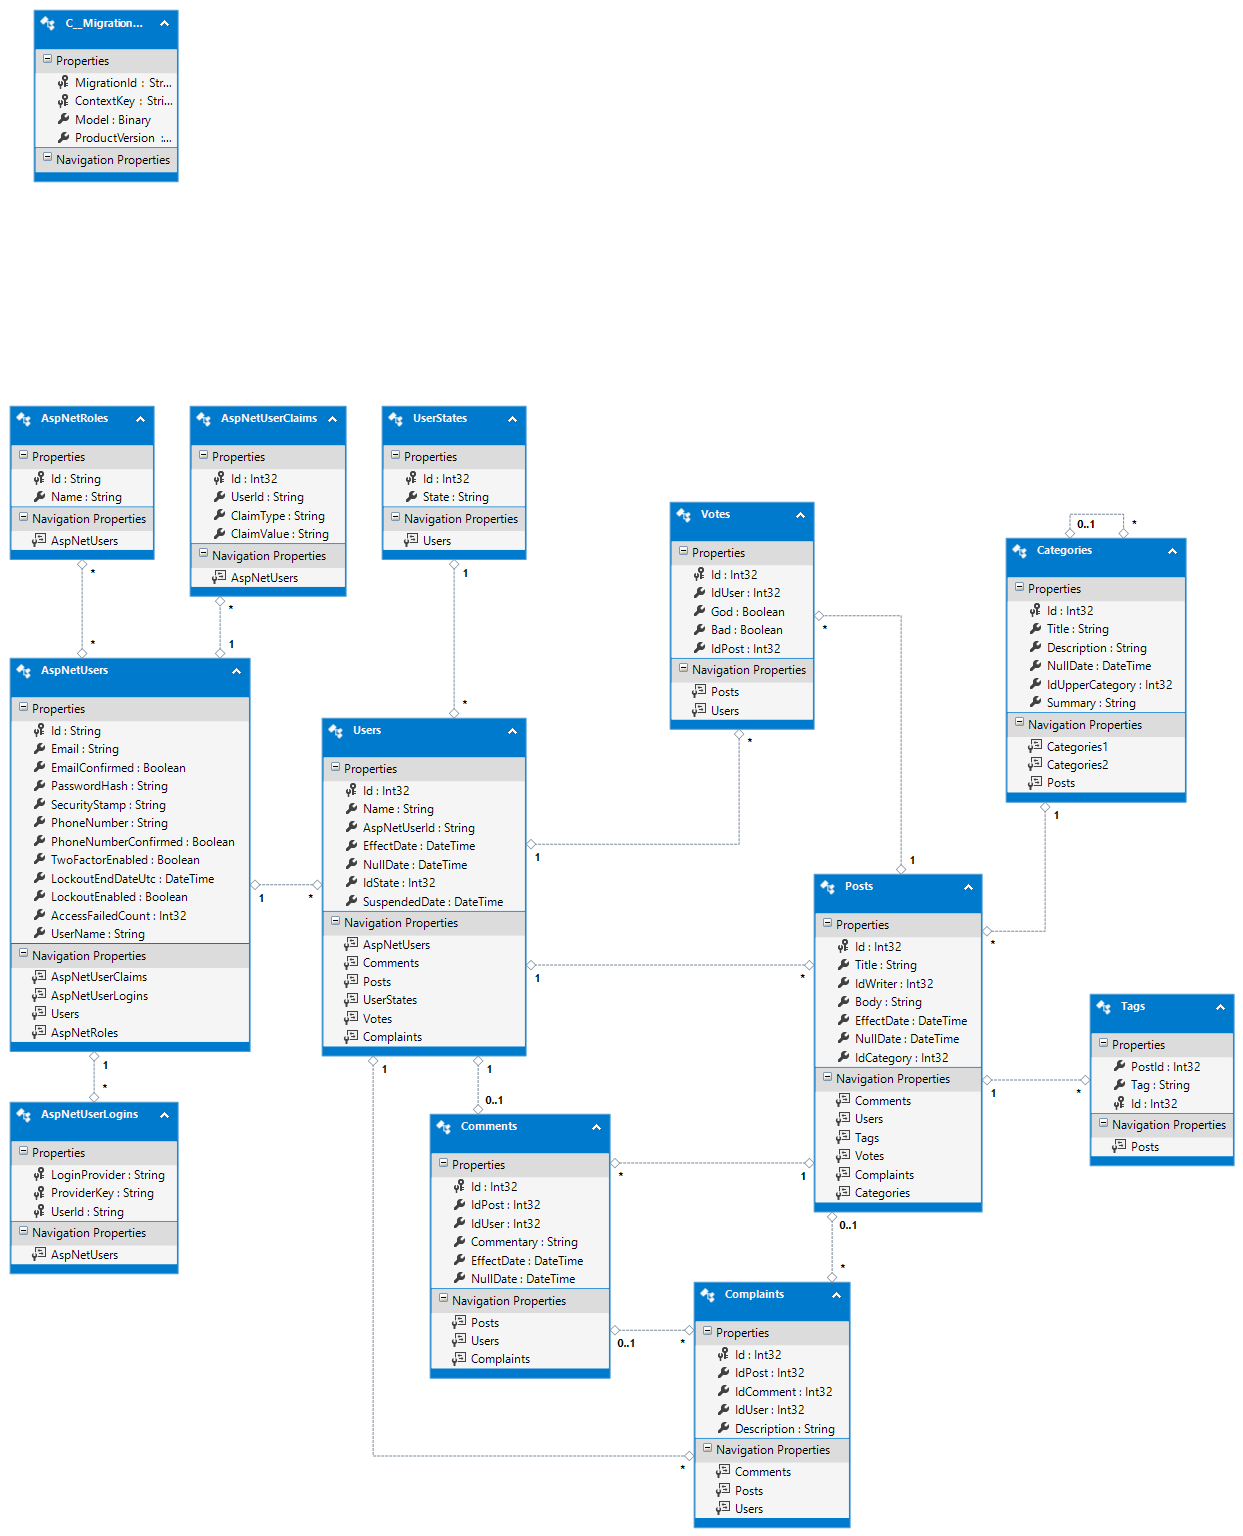 C__Migration...
Properties
MigrationId : Str...
ContextKey : Stri...
Model : Binary
ProductVersion :...
Navigation Properties
AspNetRoles
Properties
Id : String
Name : String
Navigation Properties
AspNetUsers
*
*
AspNetUserClaims
Properties
Id : Int32
UserId : String
ClaimType : String
ClaimValue : String
Navigation Properties
AspNetUsers
*
1
UserStates
Properties
Id : Int32
State : String
Navigation Properties
Users
1
*
Votes
Properties
Id : Int32
IdUser : Int32
God : Boolean
Bad : Boolean
IdPost : Int32
Navigation Properties
Posts
Users
*
1
*
1
0..1
*
Categories
Properties
Id : Int32
Title : String
Description : String
NullDate : DateTime
IdUpperCategory : Int32
Summary : String
Navigation Properties
Categories1
Categories2
Posts
1
*
AspNetUsers
Properties
Id : String
Email : String
EmailConfirmed : Boolean
PasswordHash : String
SecurityStamp : String
PhoneNumber : String
PhoneNumberConfirmed : Boolean
TwoFactorEnabled : Boolean
LockoutEndDateUtc : DateTime
LockoutEnabled : Boolean
AccessFailedCount : Int32
UserName : String
Navigation Properties
AspNetUserClaims
AspNetUserLogins
Users
AspNetRoles
1
*
1
*
Users
Properties
Id : Int32
Name : String
AspNetUserId : String
EffectDate : DateTime
NullDate : DateTime
IdState : Int32
SuspendedDate : DateTime
Navigation Properties
AspNetUsers
Comments
Posts
UserStates
Votes
Complaints
1
*
1
1
0..1
Posts
Properties
Id : Int32
Title : String
IdWriter : Int32
Body : String
EffectDate : DateTime
NullDate : DateTime
IdCategory : Int32
Navigation Properties
Comments
Users
Tags
Votes
Complaints
Categories
1
*
Tags
Properties
PostId : Int32
Tag : String
Id : Int32
Navigation Properties
Posts
AspNetUserLogins
Properties
LoginProvider : String
ProviderKey : String
UserId : String
Navigation Properties
AspNetUsers
Comments
Properties
Id : Int32
IdPost : Int32
IdUser : Int32
Commentary : String
EffectDate : DateTime
NullDate : DateTime
Navigation Properties
Posts
Users
Complaints
*
1
0..1
*
0..1
*
*
Complaints
Properties
Id : Int32
IdPost : Int32
IdComment : Int32
IdUser : Int32
Description : String
Navigation Properties
Comments
Posts
Users